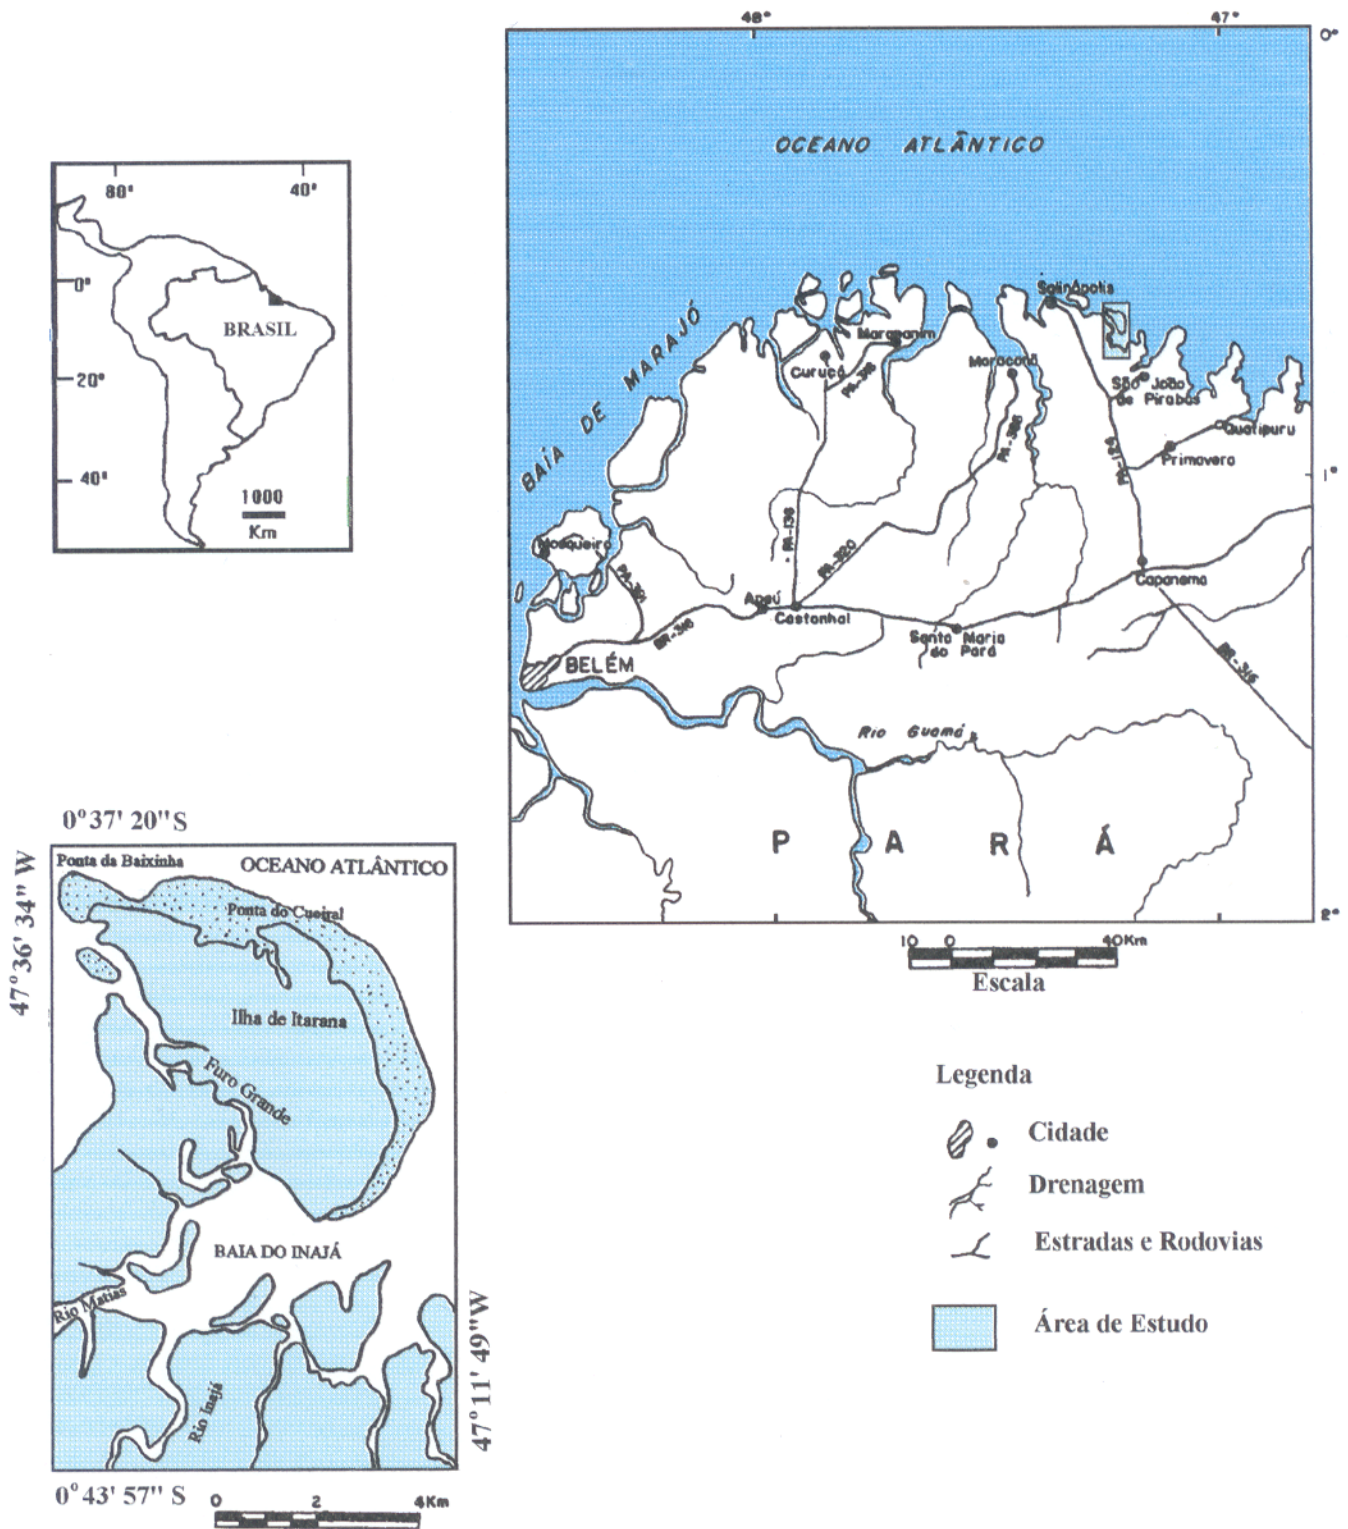 48° 47°
0°
OCEANO ATLÂNTICO
80° 40°
0°
BRASIL
20°
40°
1000
Km
BAÍA DE MARAJÓ
Salinópolis
Marapanim
Curuçá
Maracanã
São João
de Pirabás
Quatipuru
Primavera
1°
PA-136
PA-320
Mosqueiro
Capanema
Apeú
Castanhal
BR-316
Santa Maria
do Pará
BELÉM
BR-316
Rio Guamá
P A R Á
2°
10 0 40Km
Escala
0° 37' 20" S
47° 36' 34" W
Ponta da Baixinha
OCEANO ATLÂNTICO
Ponta do Cueiral
Ilha de Itarana
Furo Grande
BAIA DO INAJÁ
Rio Matias
Rio Inajá
47° 11' 49" W
0° 43' 57" S
0 2 4Km
Legenda
Cidade
Drenagem
Estradas e Rodovias
Área de Estudo